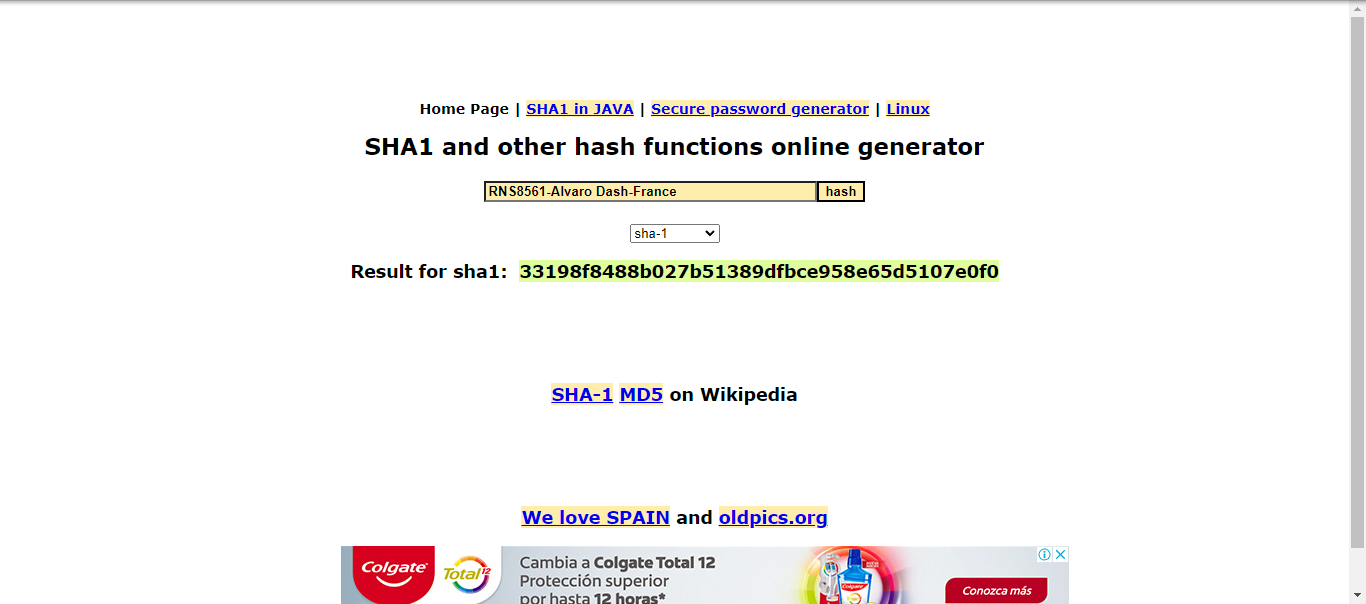 Home Page | SHA1 in JAVA | Secure password generator | Linux
SHA1 and other hash functions online generator
RNS8561-Alvaro Dash-France hash
sha-1
Result for sha1: 33198f8488b027b51389dfbce958e65d5107e0f0
SHA-1 MD5 on Wikipedia
We love SPAIN and oldpics.org
Colgate Total 12
Cambia a Colgate Total 12
Protección superior
por hasta 12 horas*
Colgate
Conozca más